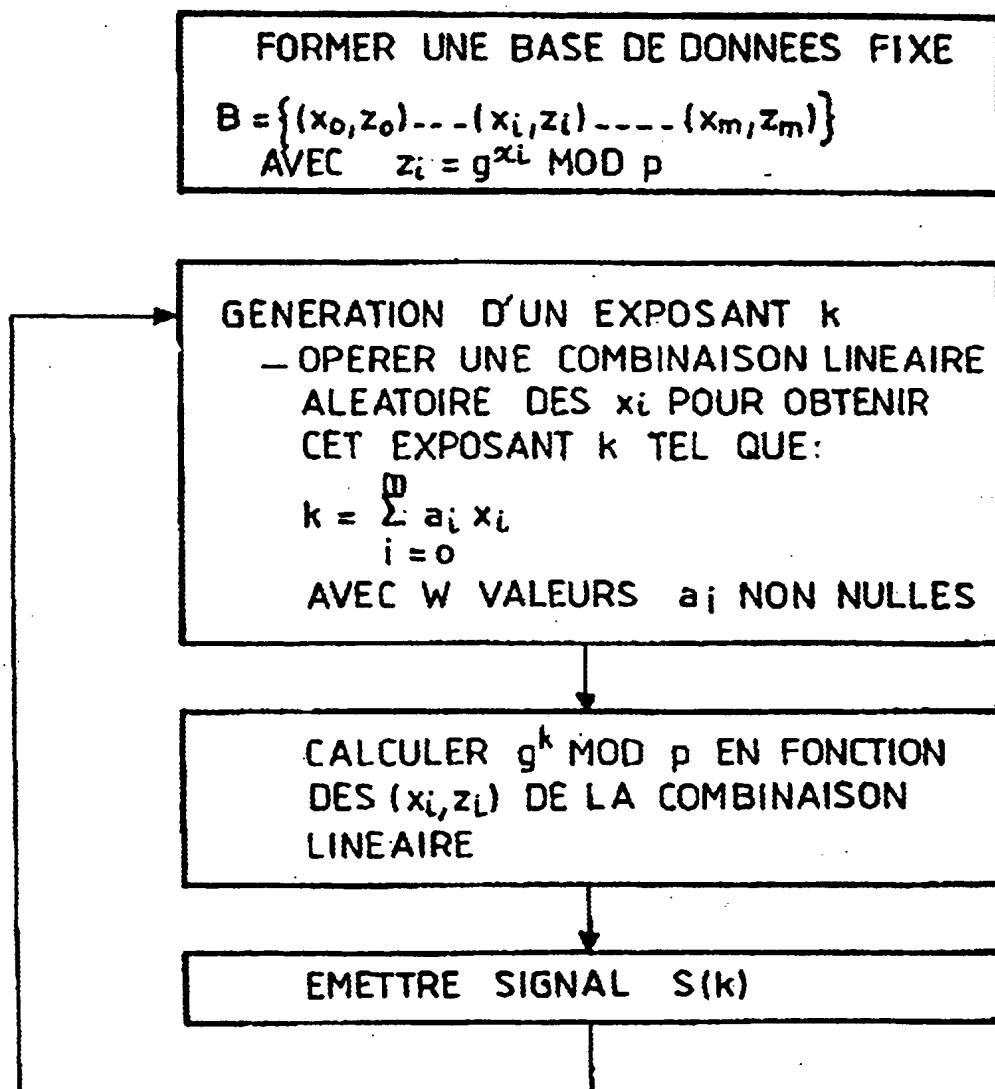 FORMER UNE BASE DE DONNEES FIXE
B = {(x₀,z₀)---(xᵢ,zᵢ)-----(xₘ,zₘ)}
AVEC zᵢ = g^xᵢ MOD p
GENERATION D'UN EXPOSANT k
– OPERER UNE COMBINAISON LINEAIRE
ALEATOIRE DES xi POUR OBTENIR
CET EXPOSANT k TEL QUE:
m
k = Σ aᵢ xᵢ
i = 0
AVEC W VALEURS aᵢ NON NULLES
CALCULER gᵏ MOD p EN FONCTION
DES (xᵢ,zᵢ) DE LA COMBINAISON
LINEAIRE
EMETTRE SIGNAL S(k)